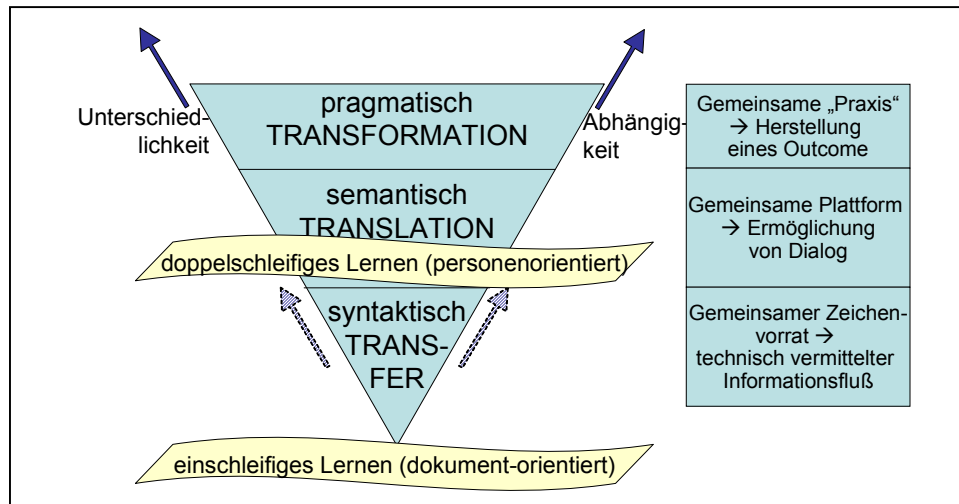 Unterschied-
lichkeit
pragmatisch
TRANSFORMATION
Abhängig-
keit
semantisch
TRANSLATION
doppelschleifiges Lernen (personenorientiert)
syntaktisch
TRANS-
FER
einschleifiges Lernen (dokument-orientiert)
Gemeinsame „Praxis“
→ Herstellung
eines Outcome
Gemeinsame Plattform
→ Ermöglichung
von Dialog
Gemeinsamer Zeichen-
vorrat →
technisch vermittelter
Informationsfluß